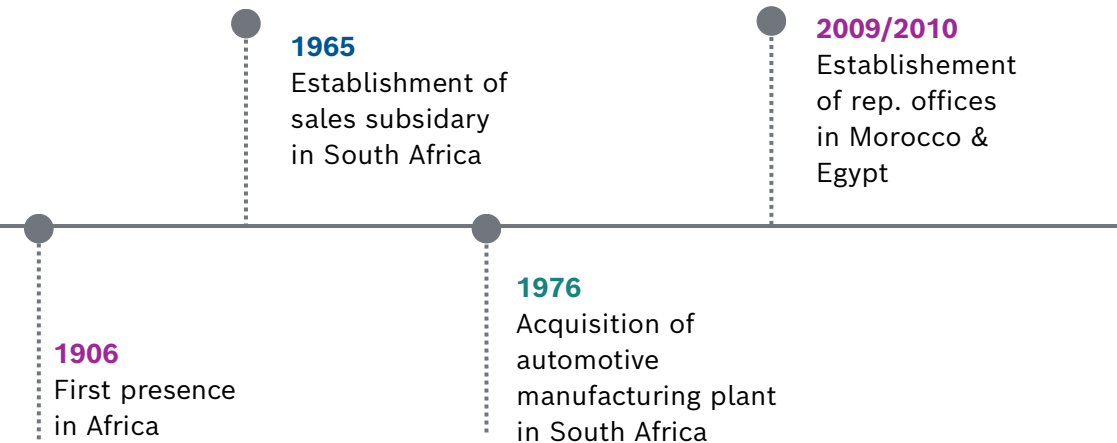 1906
First presence
in Africa
1965
Establishment of
sales subsidary
in South Africa
1976
Acquisition of
automotive
manufacturing plant
in South Africa
2009/2010
Establishement
of rep. offices
in Morocco &
Egypt